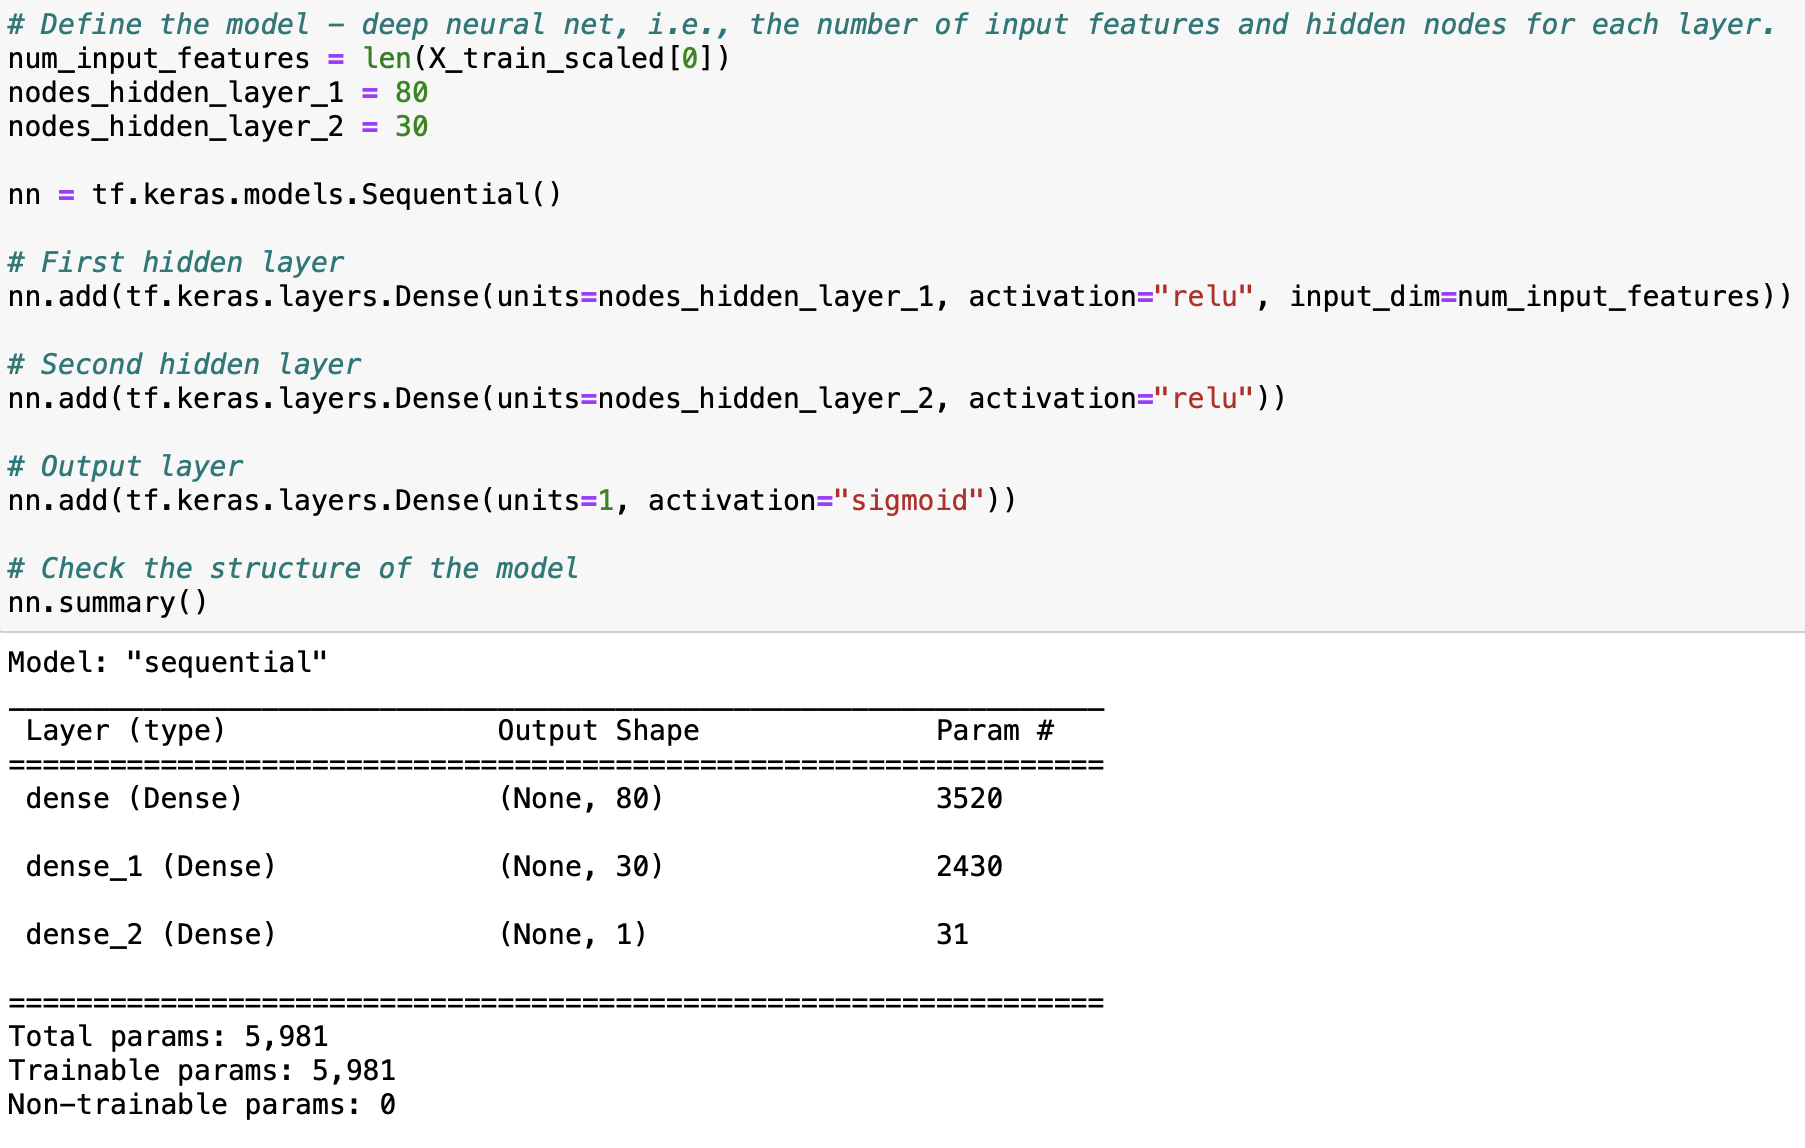 # Define the model - deep neural net, i.e., the number of input features and hidden nodes for each layer.
num_input_features = len(X_train_scaled[0])
nodes_hidden_layer_1 = 80
nodes_hidden_layer_2 = 30
nn = tf.keras.models.Sequential()
# First hidden layer
nn.add(tf.keras.layers.Dense(units=nodes_hidden_layer_1, activation="relu", input_dim=num_input_features))
# Second hidden layer
nn.add(tf.keras.layers.Dense(units=nodes_hidden_layer_2, activation="relu"))
# Output layer
nn.add(tf.keras.layers.Dense(units=1, activation="sigmoid"))
# Check the structure of the model
nn.summary()
Model: "sequential"
_________________________________________________________________
Layer (type) Output Shape Param #
=================================================================
dense (Dense) (None, 80) 3520
dense_1 (Dense) (None, 30) 2430
dense_2 (Dense) (None, 1) 31
=================================================================
Total params: 5,981
Trainable params: 5,981
Non-trainable params: 0